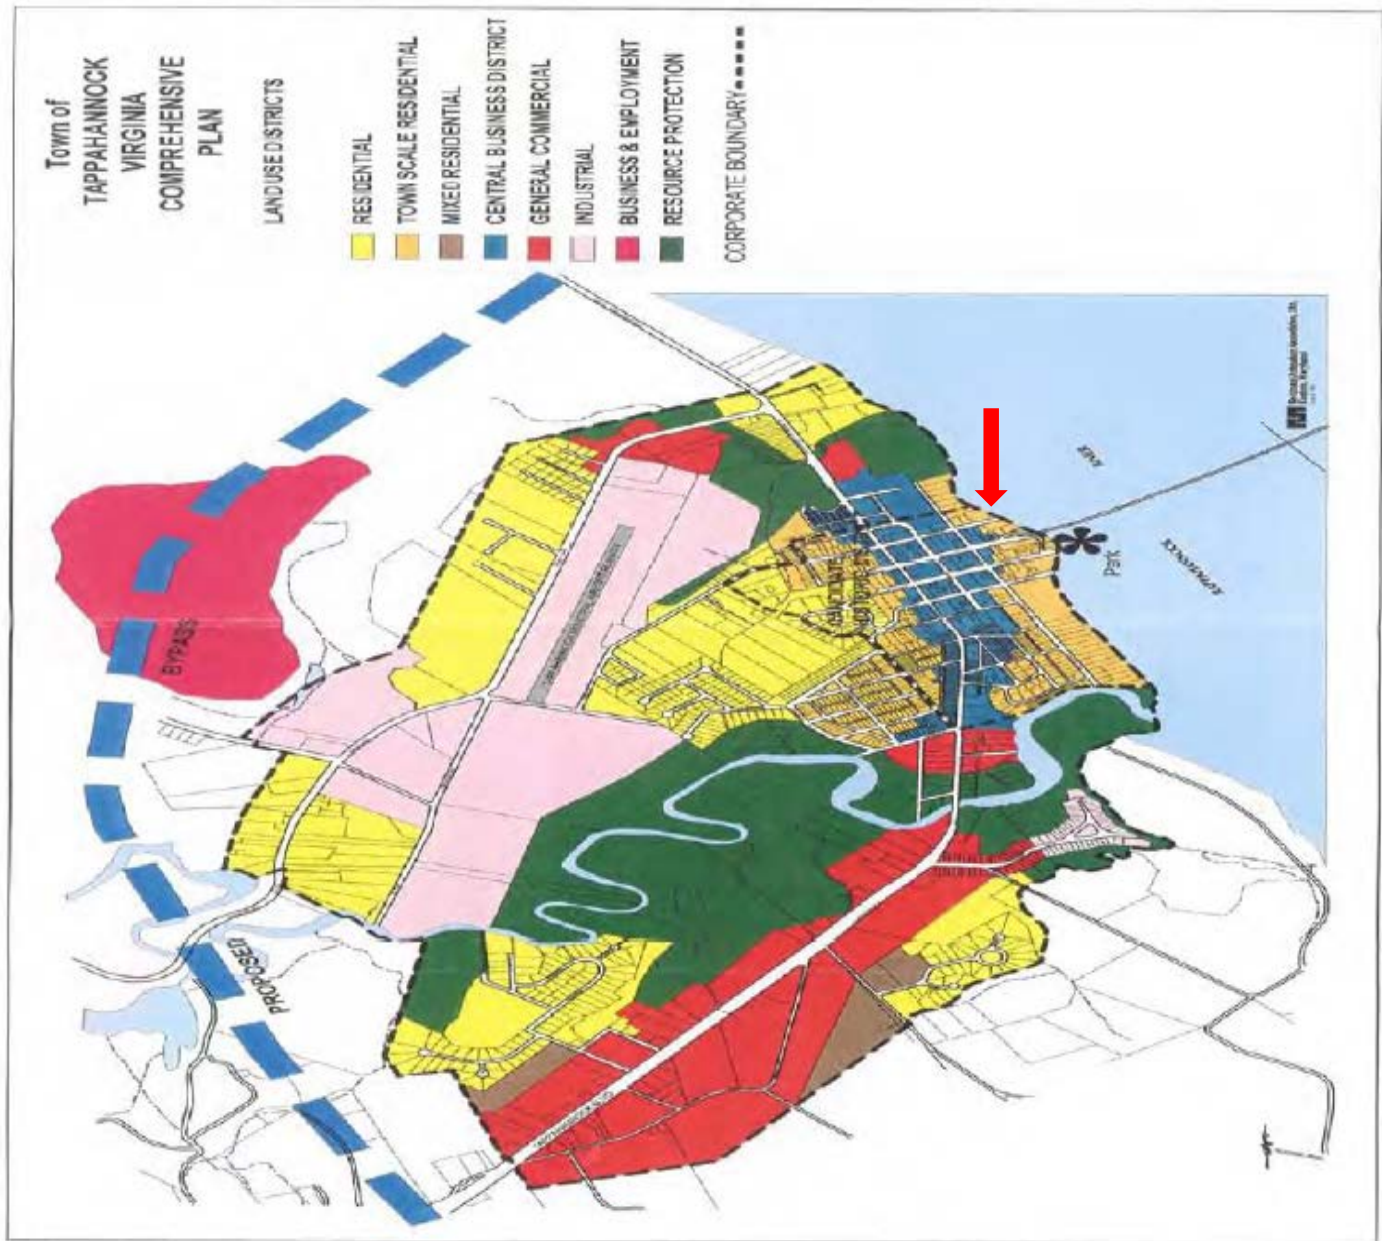 Town of
TAPPAHANNOCK
VIRGINIA
COMPREHENSIVE
PLAN
LAND USE DISTRICTS
RESIDENTIAL
TOWN SCALE RESIDENTIAL
MIXED RESIDENTIAL
CENTRAL BUSINESS DISTRICT
GENERAL COMMERCIAL
INDUSTRIAL
BUSINESS & EMPLOYMENT
RESOURCE PROTECTION
CORPORATE BOUNDARY
BYPASS
PROPOSED
Park